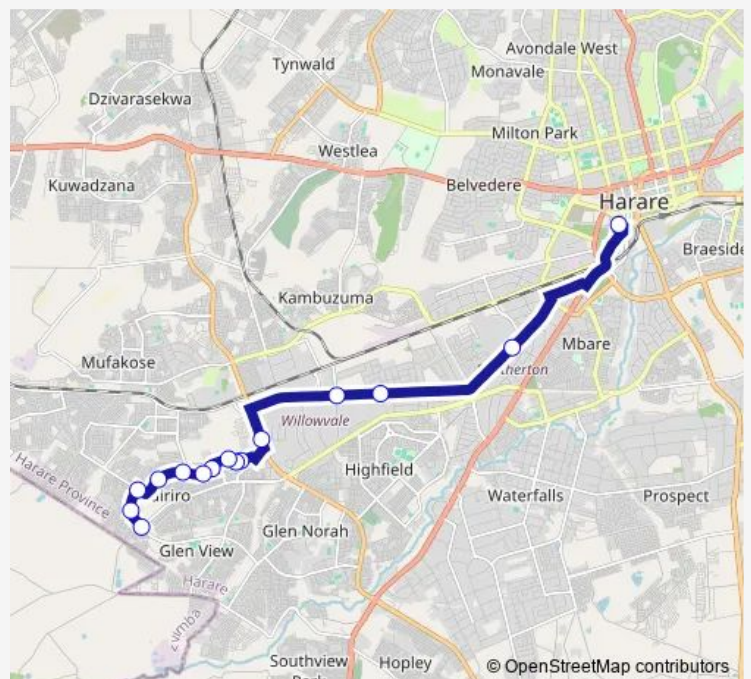 Avondale West
Tynwald
Monavale
Dzivarasekwa
Milton Park
Westlea
Kuwadzana
Belvedere
Harare
Braeside
Kambuzuma
Mbare
Mufakose
therton
Willowvale
Highfield
Harare Province
Waterfalls
Prospect
Glen Norah
Glen View
Harare
Southview
Hopley
© OpenStreetMap contributors